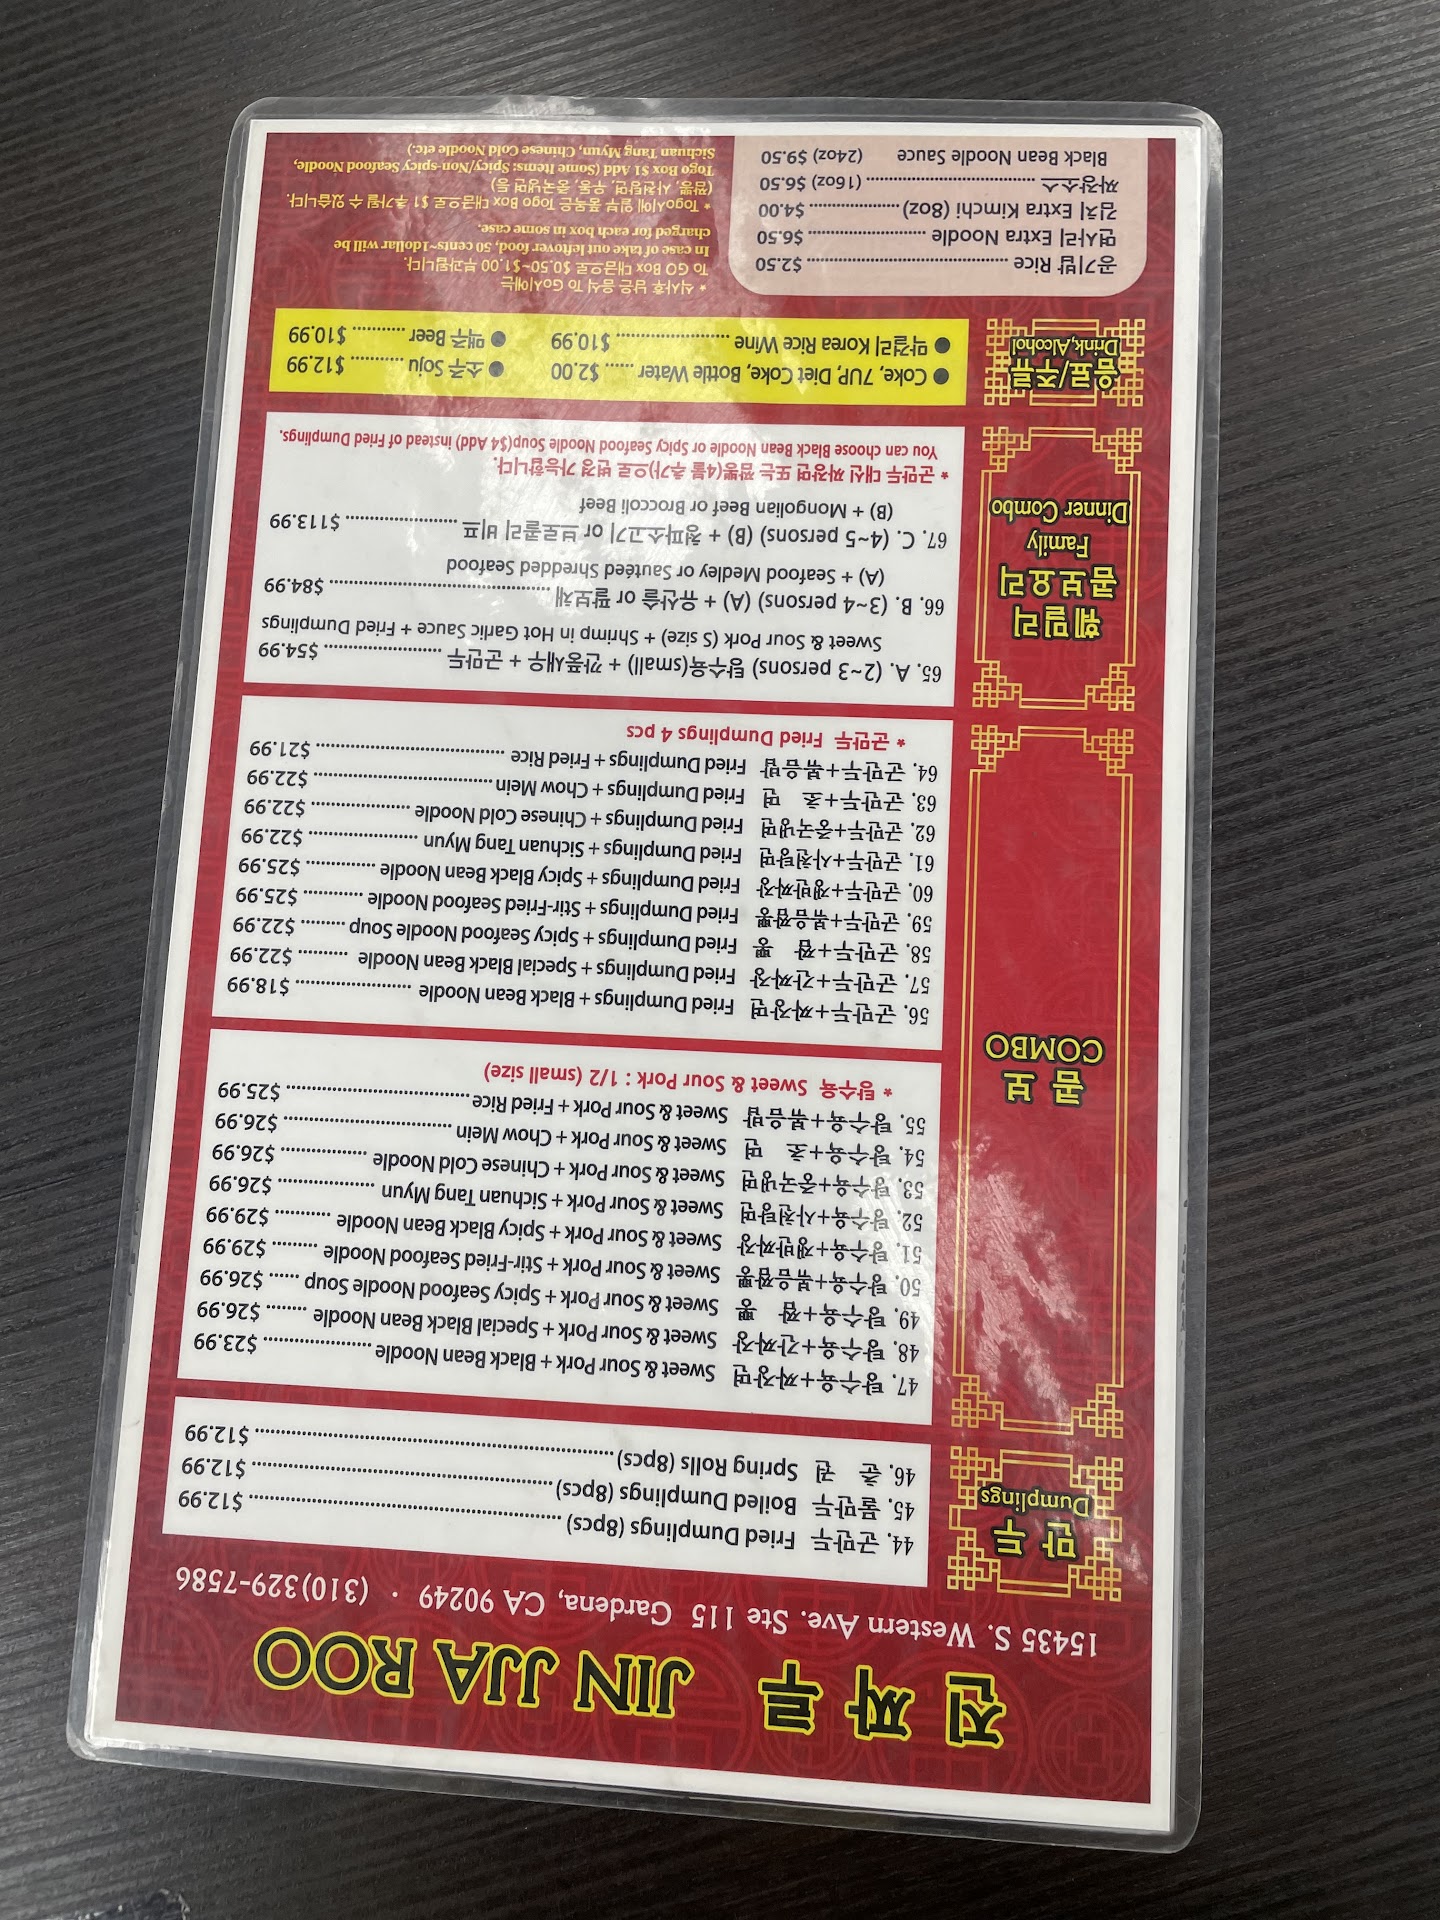 진 짜 루 JIN JJA ROO
15435 S. Western Ave. Ste 115 Gardena, CA 90249 · (310)329-7586
만 두
Dumplings
44. 군만두 Fried Dumplings (8pcs) $12.99
45. 물만두 Boiled Dumplings (8pcs) $12.99
46. 춘 권 Spring Rolls (8pcs) $12.99
콤 보
COMBO
47. 탕수육+짜장면 Sweet & Sour Pork + Black Bean Noodle $23.99
48. 탕수육+간짜장 Sweet & Sour Pork + Special Black Bean Noodle $26.99
49. 탕수육+짬 뽕 Sweet & Sour Pork + Spicy Seafood Noodle Soup $26.99
50. 탕수육+볶음짬뽕 Sweet & Sour Pork + Stir-Fried Seafood Noodle $29.99
51. 탕수육+쟁반짜장 Sweet & Sour Pork + Spicy Black Bean Noodle $29.99
52. 탕수육+사천탕면 Sweet & Sour Pork + Sichuan Tang Myun $26.99
53. 탕수육+중국냉면 Sweet & Sour Pork + Chinese Cold Noodle $26.99
54. 탕수육+초 면 Sweet & Sour Pork + Chow Mein $26.99
55. 탕수육+볶음밥 Sweet & Sour Pork + Fried Rice $25.99
* 탕수육 Sweet & Sour Pork : 1/2 (small size)
56. 군만두+짜장면 Fried Dumplings + Black Bean Noodle $18.99
57. 군만두+간짜장 Fried Dumplings + Special Black Bean Noodle $22.99
58. 군만두+짬 뽕 Fried Dumplings + Spicy Seafood Noodle Soup $22.99
59. 군만두+볶음짬뽕 Fried Dumplings + Stir-Fried Seafood Noodle $25.99
60. 군만두+쟁반짜장 Fried Dumplings + Spicy Black Bean Noodle $25.99
61. 군만두+사천탕면 Fried Dumplings + Sichuan Tang Myun $22.99
62. 군만두+중국냉면 Fried Dumplings + Chinese Cold Noodle $22.99
63. 군만두+초 면 Fried Dumplings + Chow Mein $22.99
64. 군만두+볶음밥 Fried Dumplings + Fried Rice $21.99
* 군만두 Fried Dumplings 4 pcs
훼밀리
콤보요리
Family
Dinner Combo
65. A. (2~3 persons) 탕수육(small) + 깐풍새우 + 군만두 $54.99
Sweet & Sour Pork (S size) + Shrimp in Hot Garlic Sauce + Fried Dumplings
66. B. (3~4 persons) (A) + 유산슬 or 팔보채 $84.99
(A) + Seafood Medley or Sautéed Shredded Seafood
67. C. (4~5 persons) (B) + 청파소고기 or 브로콜리 비프 $113.99
(B) + Mongolian Beef or Broccoli Beef
* 군만두 대신 짜장면 또는 짬뽕(4불 추가)으로 변경 가능합니다.
You can choose Black Bean Noodle or Spicy Seafood Noodle Soup($4 Add) instead of Fried Dumplings.
음료/주류
Drink,Alcohol
● Coke, 7UP, Diet Coke, Bottle Water $2.00 ● 소주 Soju $12.99
● 막걸리 Korea Rice Wine $10.99 ● 맥주 Beer $10.99
공기밥 Rice $2.50
면사리 Extra Noodle $6.50
김치 Extra Kimchi (8oz) $4.00
짜장소스 (16oz) $6.50
Black Bean Noodle Sauce (24oz) $9.50
* 식사후 남은 음식 To Go시에는
To GO Box 대금으로 $0.50~$1.00 부과됩니다.
In case of take out leftover food, 50 cents~1dollar will be
charged for each box in some case.
* Togo시에 일부 품목은 Togo Box 대금으로 $1 추가될 수 있습니다.
(짬뽕, 사천탕면, 우동, 중국냉면 등)
Togo Box $1 Add (Some Items: Spicy/Non-spicy Seafood Noodle,
Sichuan Tang Myun, Chinese Cold Noodle etc.)